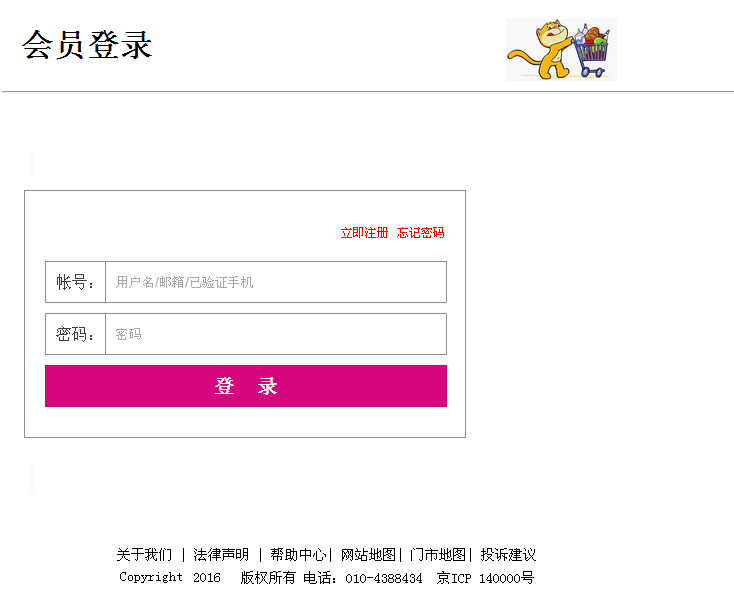 会员登录
立即注册 忘记密码
帐号： 用户名/邮箱/已验证手机
密码： 密码
登 录
关于我们 | 法律声明 | 帮助中心| 网站地图| 门市地图| 投诉建议
Copyright 2016 版权所有 电话：010-4388434 京ICP 140000号